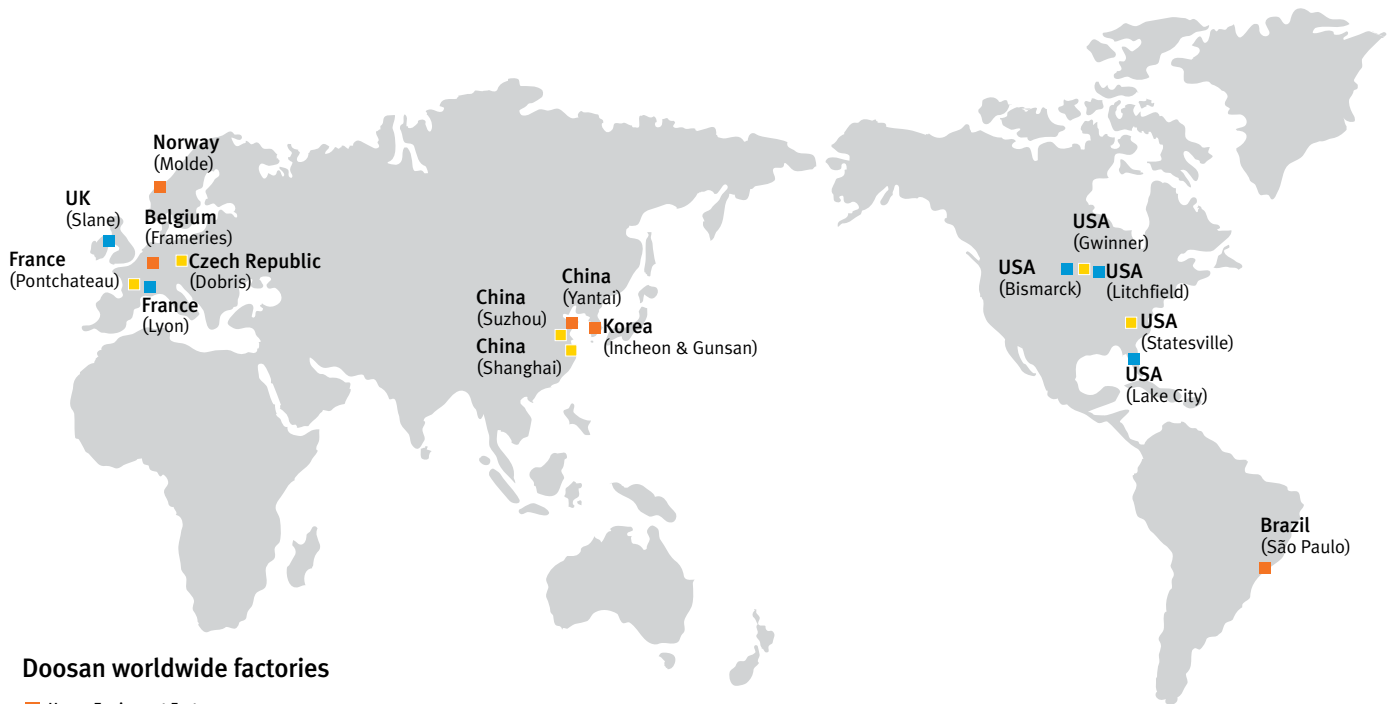 Norway
(Molde)
UK
(Slane)
Belgium
(Frameries)
France
(Pontchateau)
Czech Republic
(Dobris)
France
(Lyon)
China
(Yantai)
China
(Suzhou)
Korea
(Incheon & Gunsan)
China
(Shanghai)
USA
(Gwinner)
USA
(Bismarck)
USA
(Litchfield)
USA
(Statesville)
USA
(Lake City)
Brazil
(São Paulo)
Doosan worldwide factories